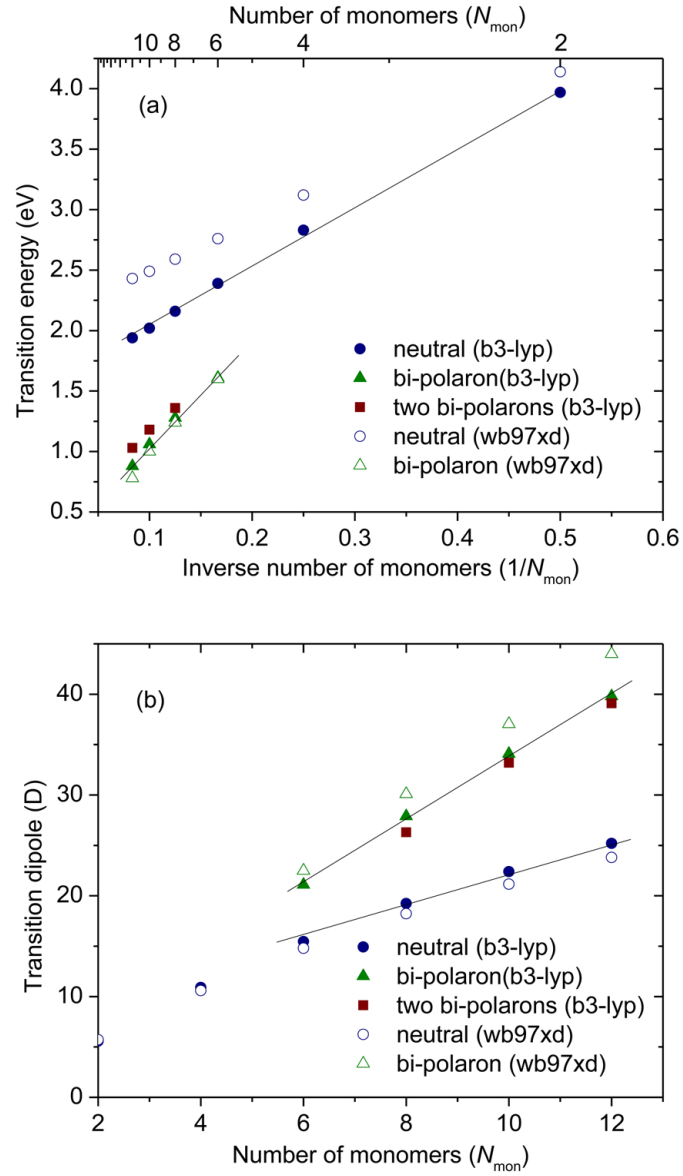 Number of monomers (Nmon)
10 8 6 4 2
(a)
4.0
3.5
3.0
2.5
2.0
1.5
1.0
0.5
Transition energy (eV)
neutral (b3-lyp)
bi-polaron(b3-lyp)
two bi-polarons (b3-lyp)
neutral (wb97xd)
bi-polaron (wb97xd)
0.1 0.2 0.3 0.4 0.5 0.6
Inverse number of monomers (1/Nmon)
(b)
40
30
20
10
0
Transition dipole (D)
neutral (b3-lyp)
bi-polaron(b3-lyp)
two bi-polarons (b3-lyp)
neutral (wb97xd)
bi-polaron (wb97xd)
2 4 6 8 10 12
Number of monomers (Nmon)